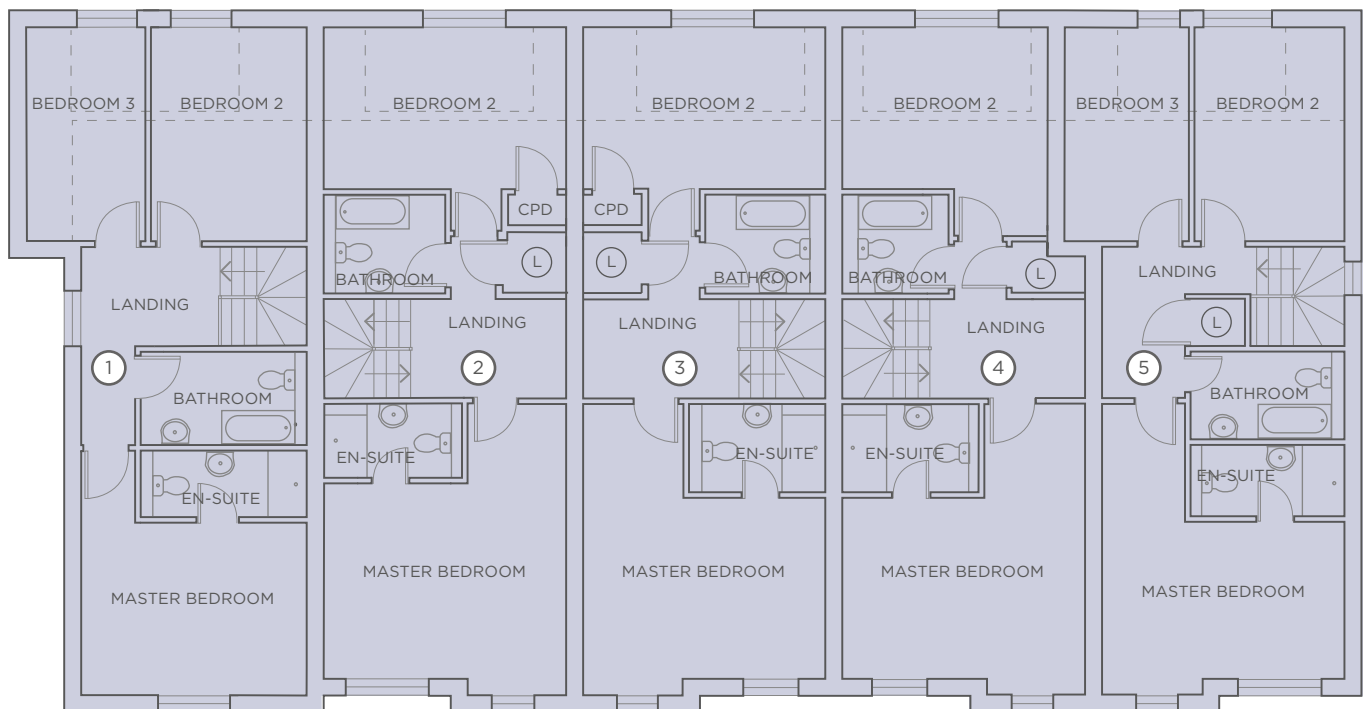 BEDROOM 3
BEDROOM 2
BEDROOM 2
BEDROOM 2
BEDROOM 2
BEDROOM 3
BEDROOM 2
CPD
CPD
L
L
L
BATHROOM
BATHROOM
BATHROOM
LANDING
LANDING
LANDING
LANDING
LANDING
L
1
2
3
4
5
BATHROOM
BATHROOM
EN-SUITE
EN-SUITE
EN-SUITE
EN-SUITE
EN-SUITE
MASTER BEDROOM
MASTER BEDROOM
MASTER BEDROOM
MASTER BEDROOM
MASTER BEDROOM